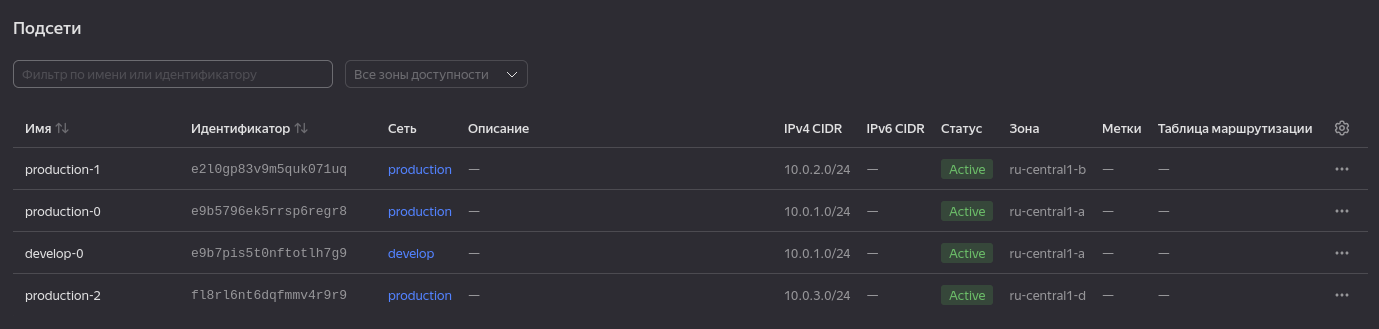 Подсети
Фильтр по имени или идентификатору Все зоны доступности
Имя Идентификатор Сеть Описание IPv4 CIDR IPv6 CIDR Статус Зона Метки Таблица маршрутизации
production-1 e2l0gp83v9m5quk071uq production — 10.0.2.0/24 — Active ru-central1-b — —
production-0 e9b5796ek5rrsp6regr8 production — 10.0.1.0/24 — Active ru-central1-a — —
develop-0 e9b7pis5t0nftotlh7g9 develop — 10.0.1.0/24 — Active ru-central1-a — —
production-2 fl8rl6nt6dqfmmv4r9r9 production — 10.0.3.0/24 — Active ru-central1-d — —